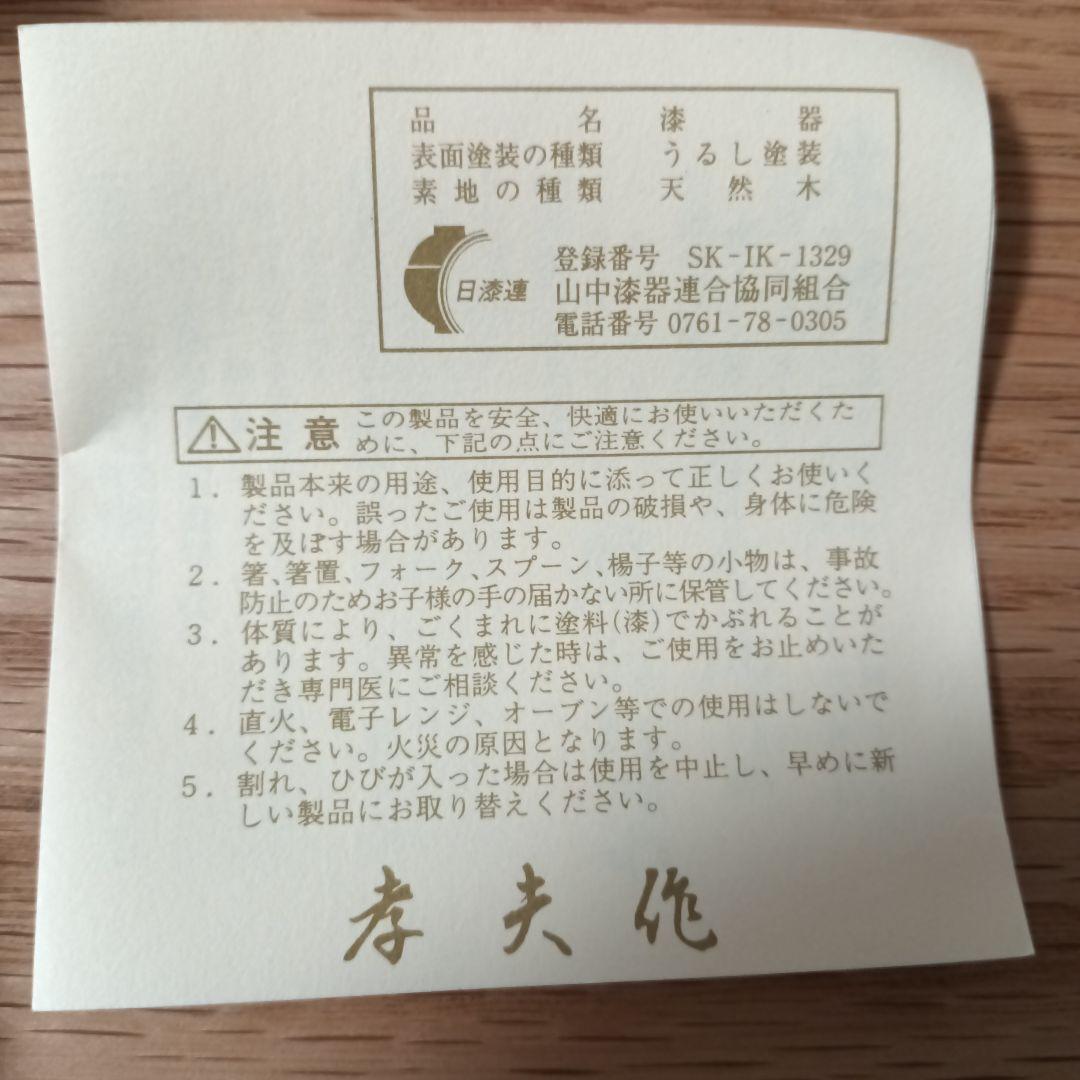 品名 漆器
表面塗装の種類 うるし塗装
素地の種類 天然木
日漆連
登録番号 SK-IK-1329
山中漆器連合協同組合
電話番号 0761-78-0305
注意 この製品を安全、快適にお使いいただくた
めに、下記の点にご注意ください。
1. 製品本来の用途、使用目的に添って正しくお使いく
ださい。誤ったご使用は製品の破損や、身体に危険
を及ぼす場合があります。
2. 箸、箸置、フォーク、スプーン、楊子等の小物は、事故
防止のためお子様の手の届かない所に保管してください。
3. 体質により、ごくまれに塗料(漆)でかぶれることが
あります。異常を感じた時は、ご使用をお止めいた
だき専門医にご相談ください。
4. 直火、電子レンジ、オーブン等での使用はしないで
ください。火災の原因となります。
5. 割れ、ひびが入った場合は使用を中止し、早めに新
しい製品にお取り替えください。
孝夫作